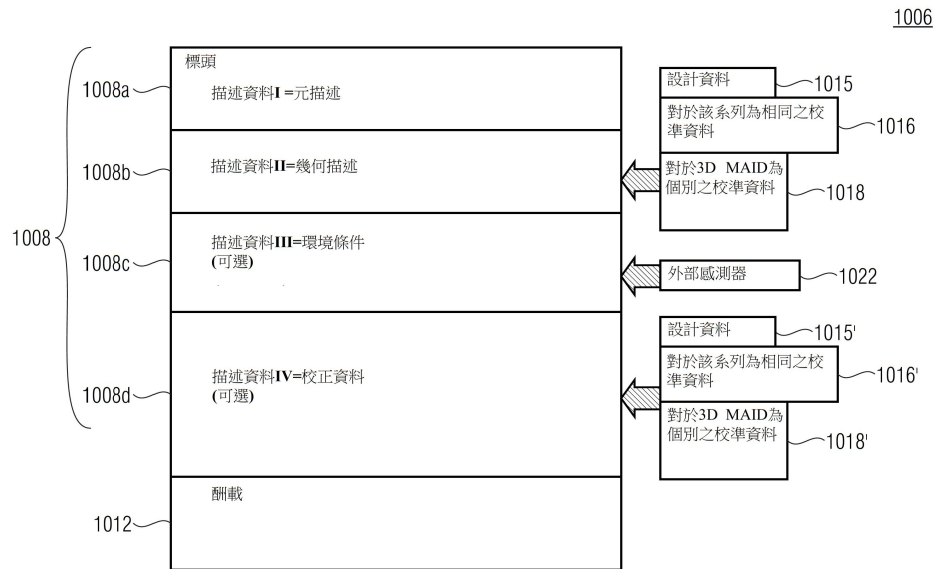 1006
標頭
描述資料I =元描述
1008a
描述資料II=幾何描述
1008b
描述資料III=環境條件
(可選)
1008c
1008
描述資料IV=校正資料
(可選)
1008d
酬載
1012
設計資料
1015
對於該系列為相同之校
準資料
1016
對於3D MAID為
個別之校準資料
1018
外部感測器
1022
設計資料
1015'
對於該系列為相同之校
準資料
1016'
對於3D MAID為
個別之校準資料
1018'